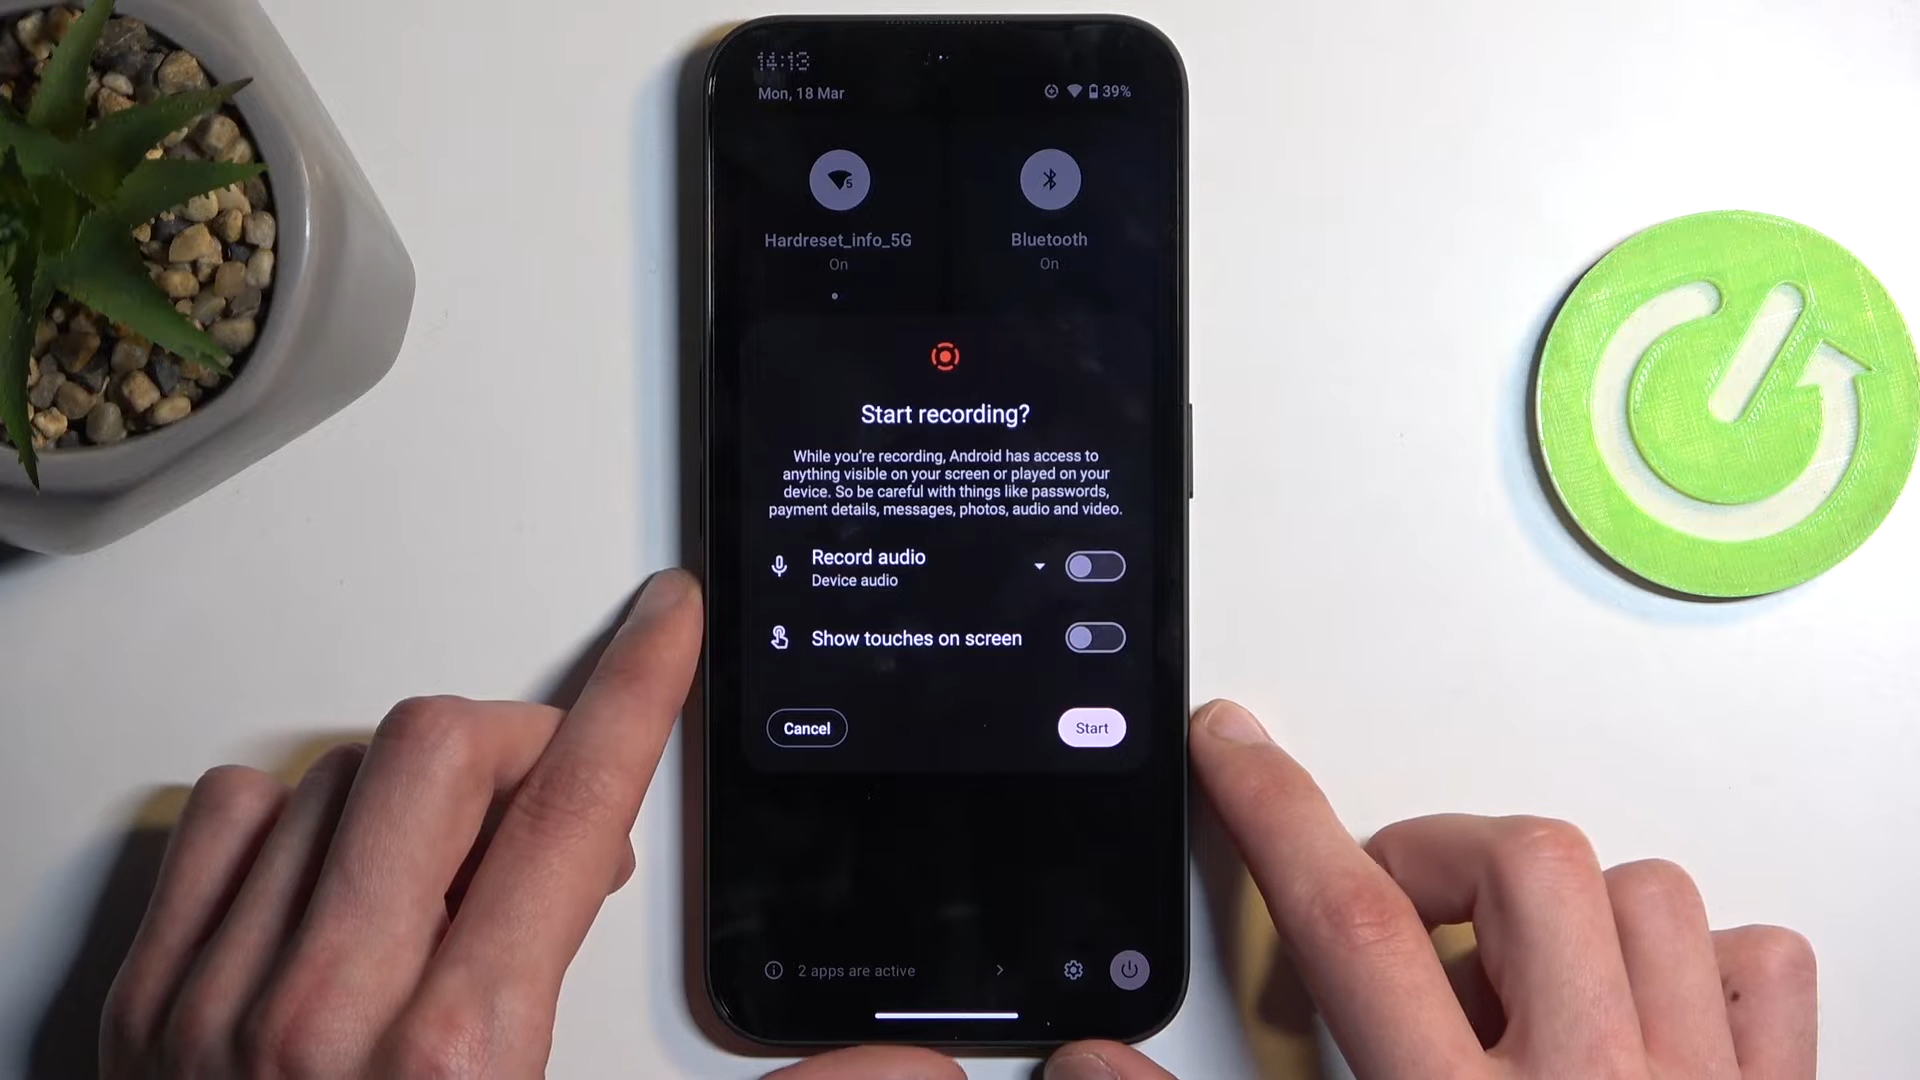 14:13
Mon, 18 Mar
39%
5
Hardreset_info_5G
On
Bluetooth
On
Start recording?
While you're recording, Android has access to
anything visible on your screen or played on your
device. So be careful with things like passwords,
payment details, messages, photos, audio and video.
Record audio
Device audio
Show touches on screen
Cancel
Start
2 apps are active